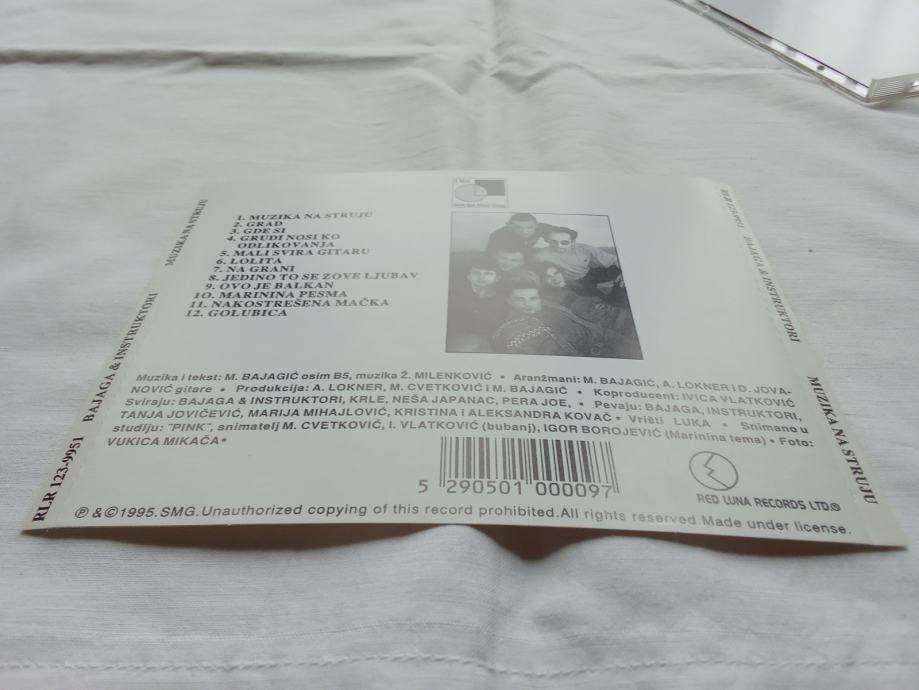 1. MUZIKA NA STRUJU
2. GRAD
3. GDE SI
4. GRUDI NOSI KO
ODLIKOVANJA
5. MALI SVIRA GITARU
6. LOLITA
7. NA GRANI
8. JEDINO TO SE ZOVE LJUBAV
9. OVO JE BALKAN
10. MARININA PESMA
11. NAKOSTREŠENA MAČKA
12. GOLUBICA
Muzika i tekst: M. BAJAGIĆ osim B5, muzika Ž. MILENKOVIĆ • Aranžmani: M. BAJAGIĆ, A. LOKNER i D. JOVA-
NOVIĆ gitare • Produkcija: A. LOKNER, M. CVETKOVIĆ i M. BAJAGIĆ • Koproducent: IVICA VLATKOVIĆ
Sviraju: BAJAGA & INSTRUKTORI, KRLE, NEŠA JAPANAC, PERA JOE, • Pevaju: BAJAGA, INSTRUKTORI,
TANJA JOVIČEVIĆ, MARIJA MIHAJLOVIĆ, KRISTINA i ALEKSANDRA KOVAČ • Vrišti LUKA • Snimano u
studiju: "PINK", snimatelj M. CVETKOVIĆ, I. VLATKOVIĆ (bubanj), IGOR BOROJEVIĆ (Marinina tema) • Foto:
VUKICA MIKAČA •
5 290501 000097
RED LUNA RECORDS LTD®
℗ &©1995.SMG.Unauthorized copying of this record prohibited.All rights reserved.Made under license.
RLR 123-9951 BAJAGA & INSTRUKTORI MUZIKA NA STRUJU
RLR 123-9951 BAJAGA & INSTRUKTORI MUZIKA NA STRUJU